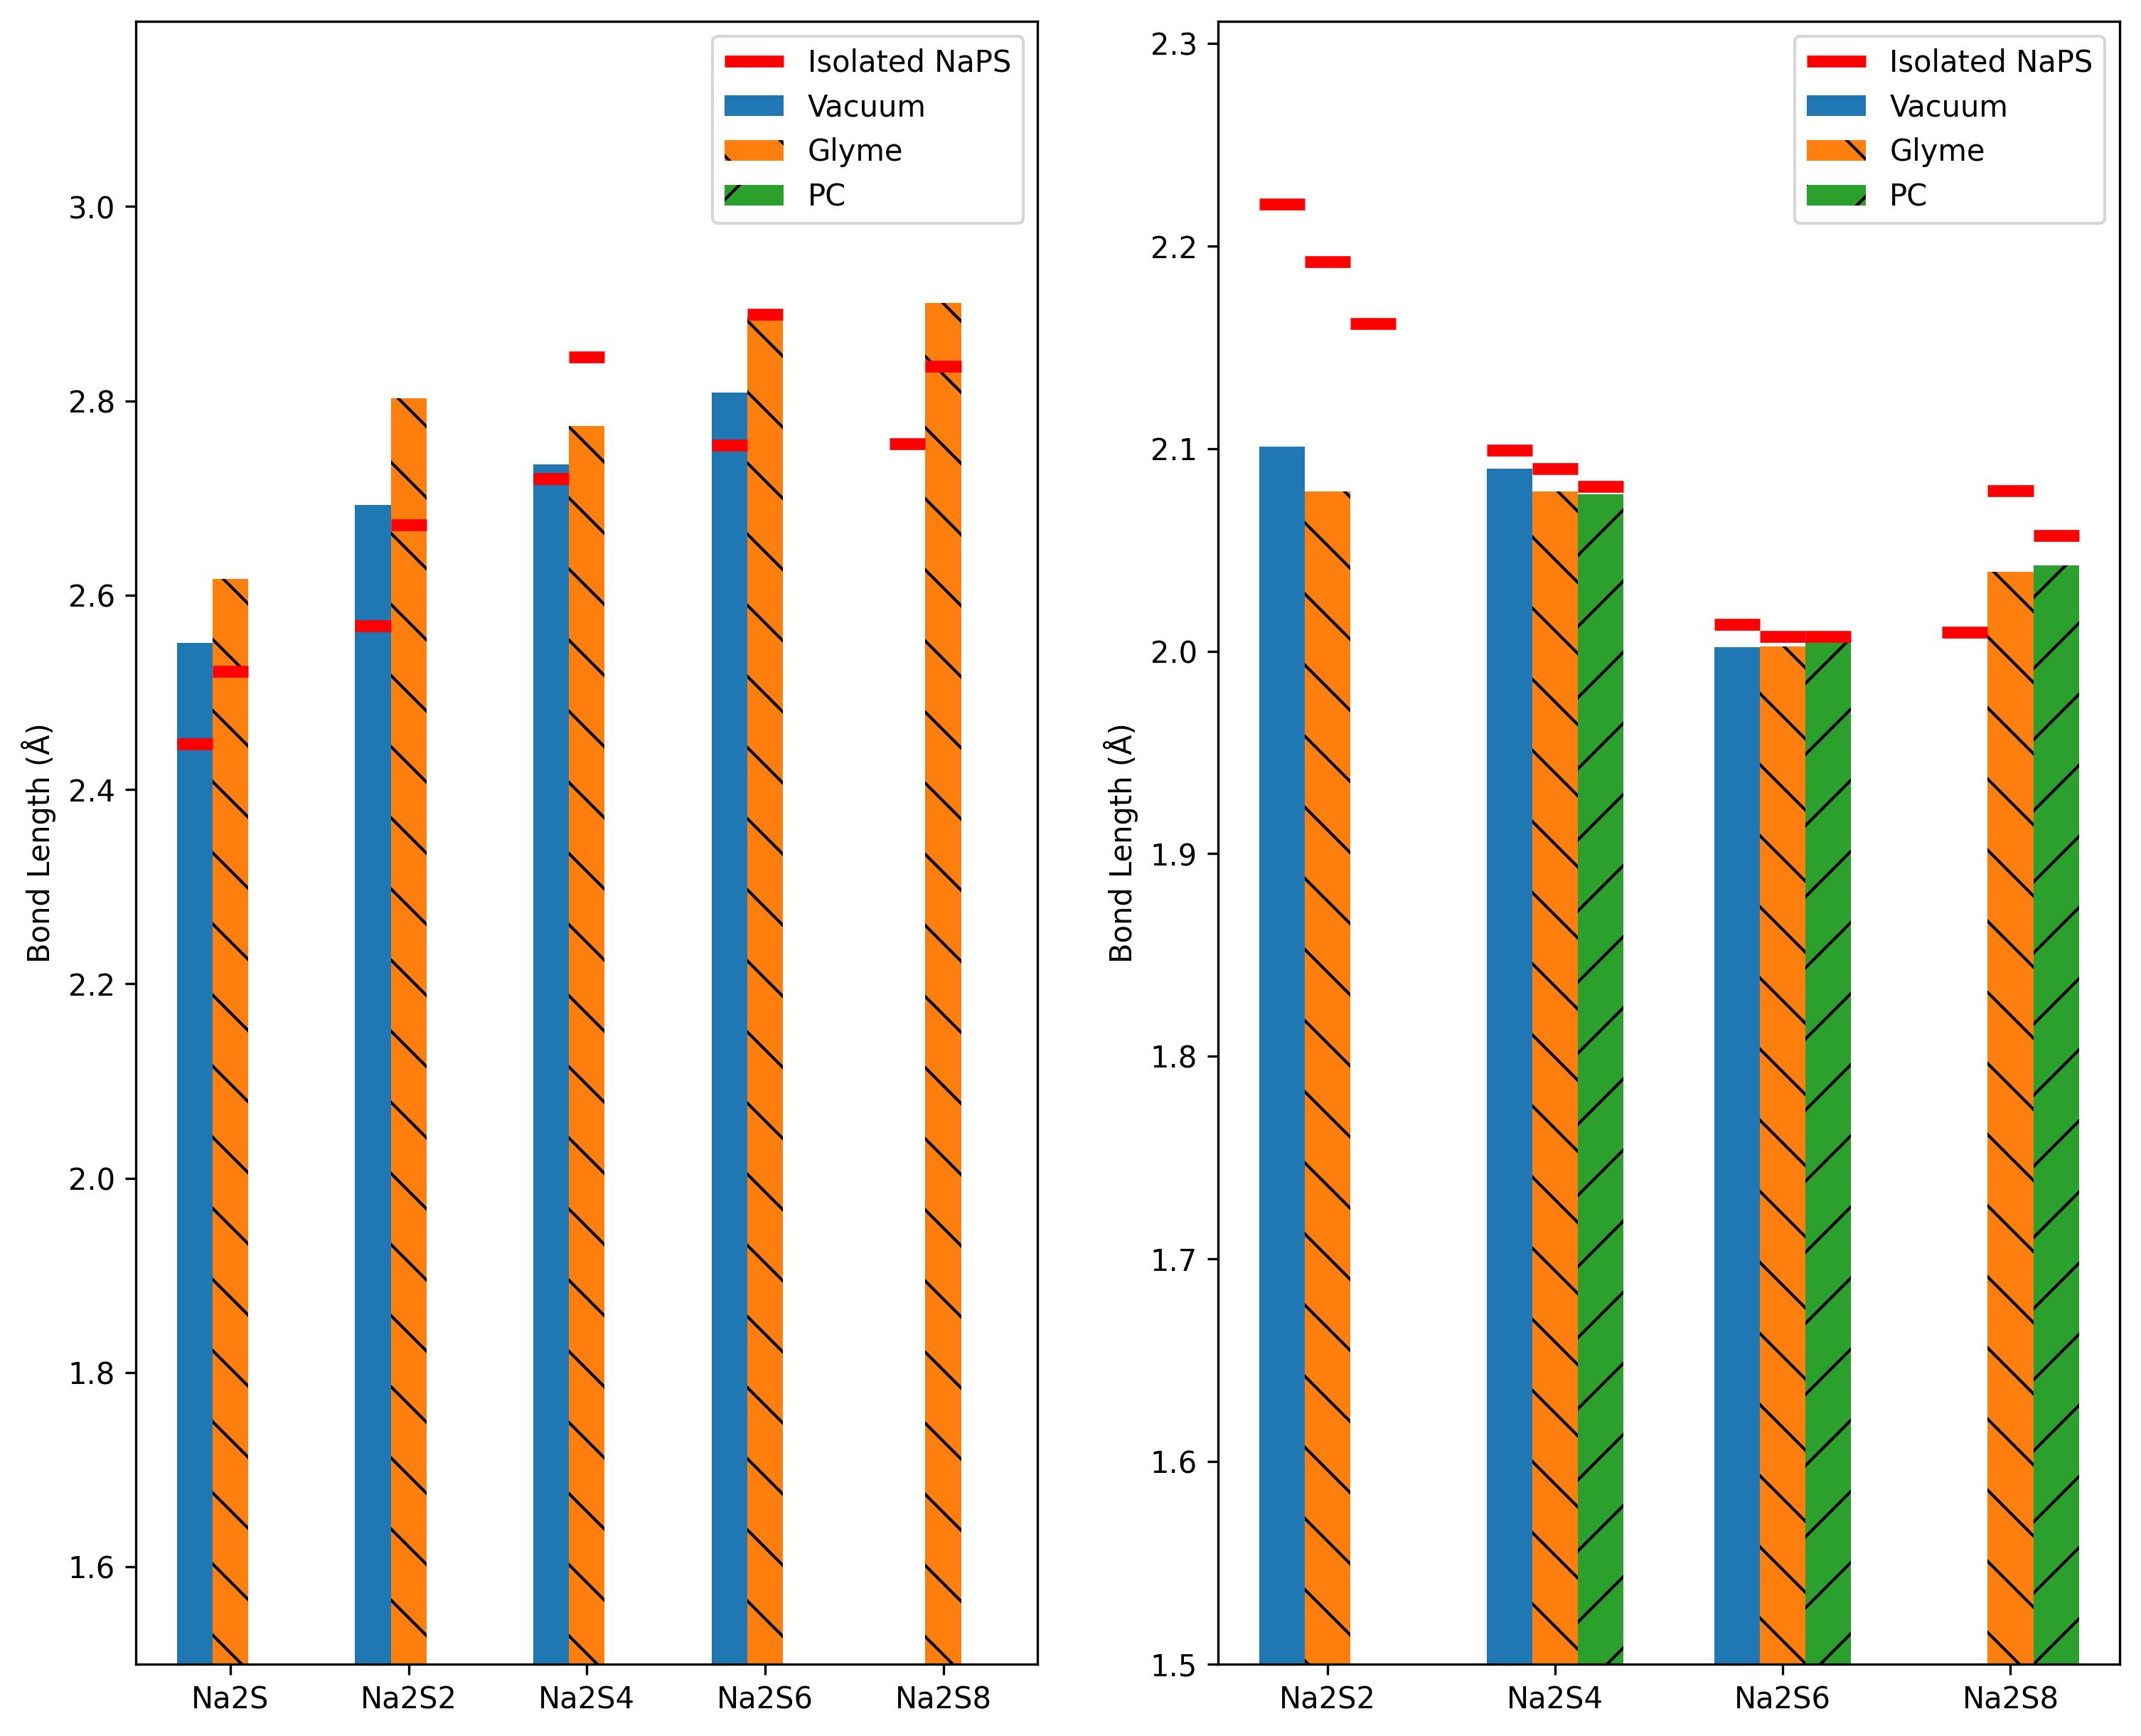 Isolated NaPS
Vacuum
Glyme
PC
3.0
2.8
2.6
2.4
2.2
2.0
1.8
1.6
Bond Length (Å)
Na2S Na2S2 Na2S4 Na2S6 Na2S8
Isolated NaPS
Vacuum
Glyme
PC
2.3
2.2
2.1
2.0
1.9
1.8
1.7
1.6
1.5
Bond Length (Å)
Na2S2 Na2S4 Na2S6 Na2S8